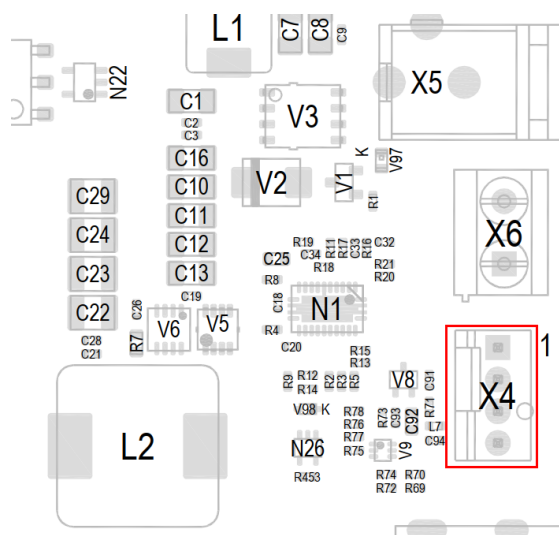 L1
C7
C8
C9
N22
C1
C2
C3
V3
X5
K
V97
C16
V2
V1
R1
C10
C29
C11
X6
C24
C12
R19
C34
R11
R17
C33
R16
C32
C25
R18
R21
R20
C23
C13
R8
C19
C18
N1
C22
C26
V6
V5
R4
C28
C21
R7
C20
R15
R13
1
R9
R12
R14
R2
R3
R5
V8
C91
X4
V98
K
R78
R76
R77
R75
R73
C93
C92
R71
L7
C94
L2
N26
V9
R453
R74
R72
R70
R69